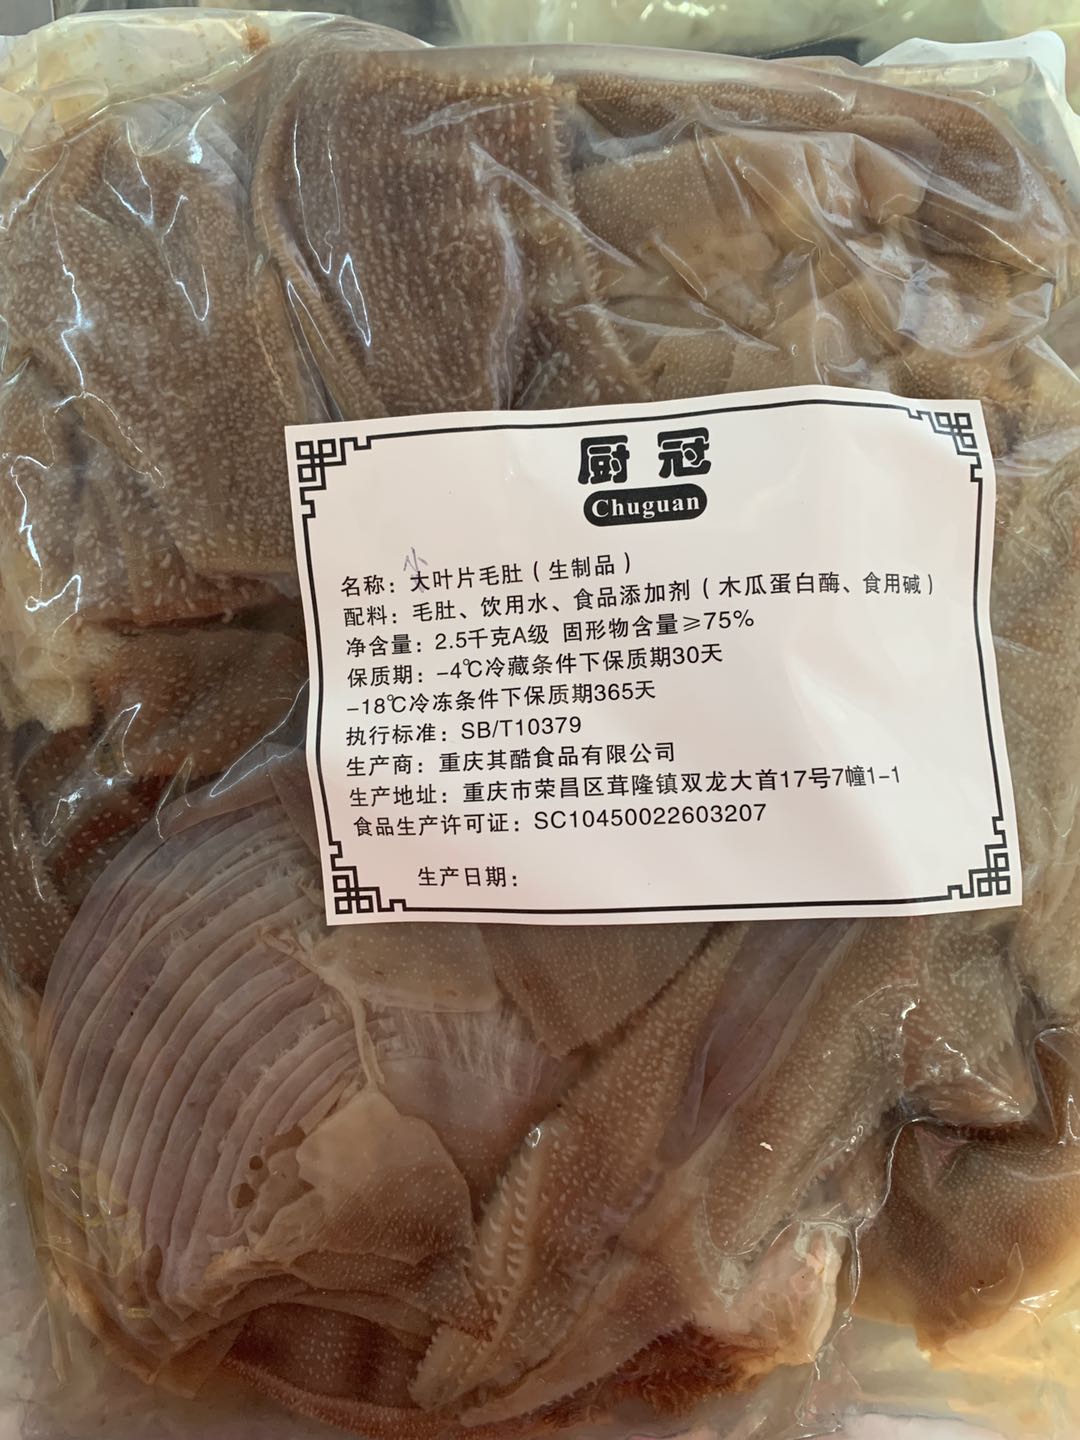 厨冠
Chuguan
小
名称：大叶片毛肚（生制品）
配料：毛肚、饮用水、食品添加剂（木瓜蛋白酶、食用碱）
净含量：2.5千克A级 固形物含量≥75%
保质期：-4℃冷藏条件下保质期30天
-18℃冷冻条件下保质期365天
执行标准：SB/T10379
生产商：重庆其酷食品有限公司
生产地址：重庆市荣昌区茸隆镇双龙大首17号7幢1-1
食品生产许可证：SC10450022603207
生产日期：